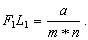 F₁L₁ = a / (m * n) .